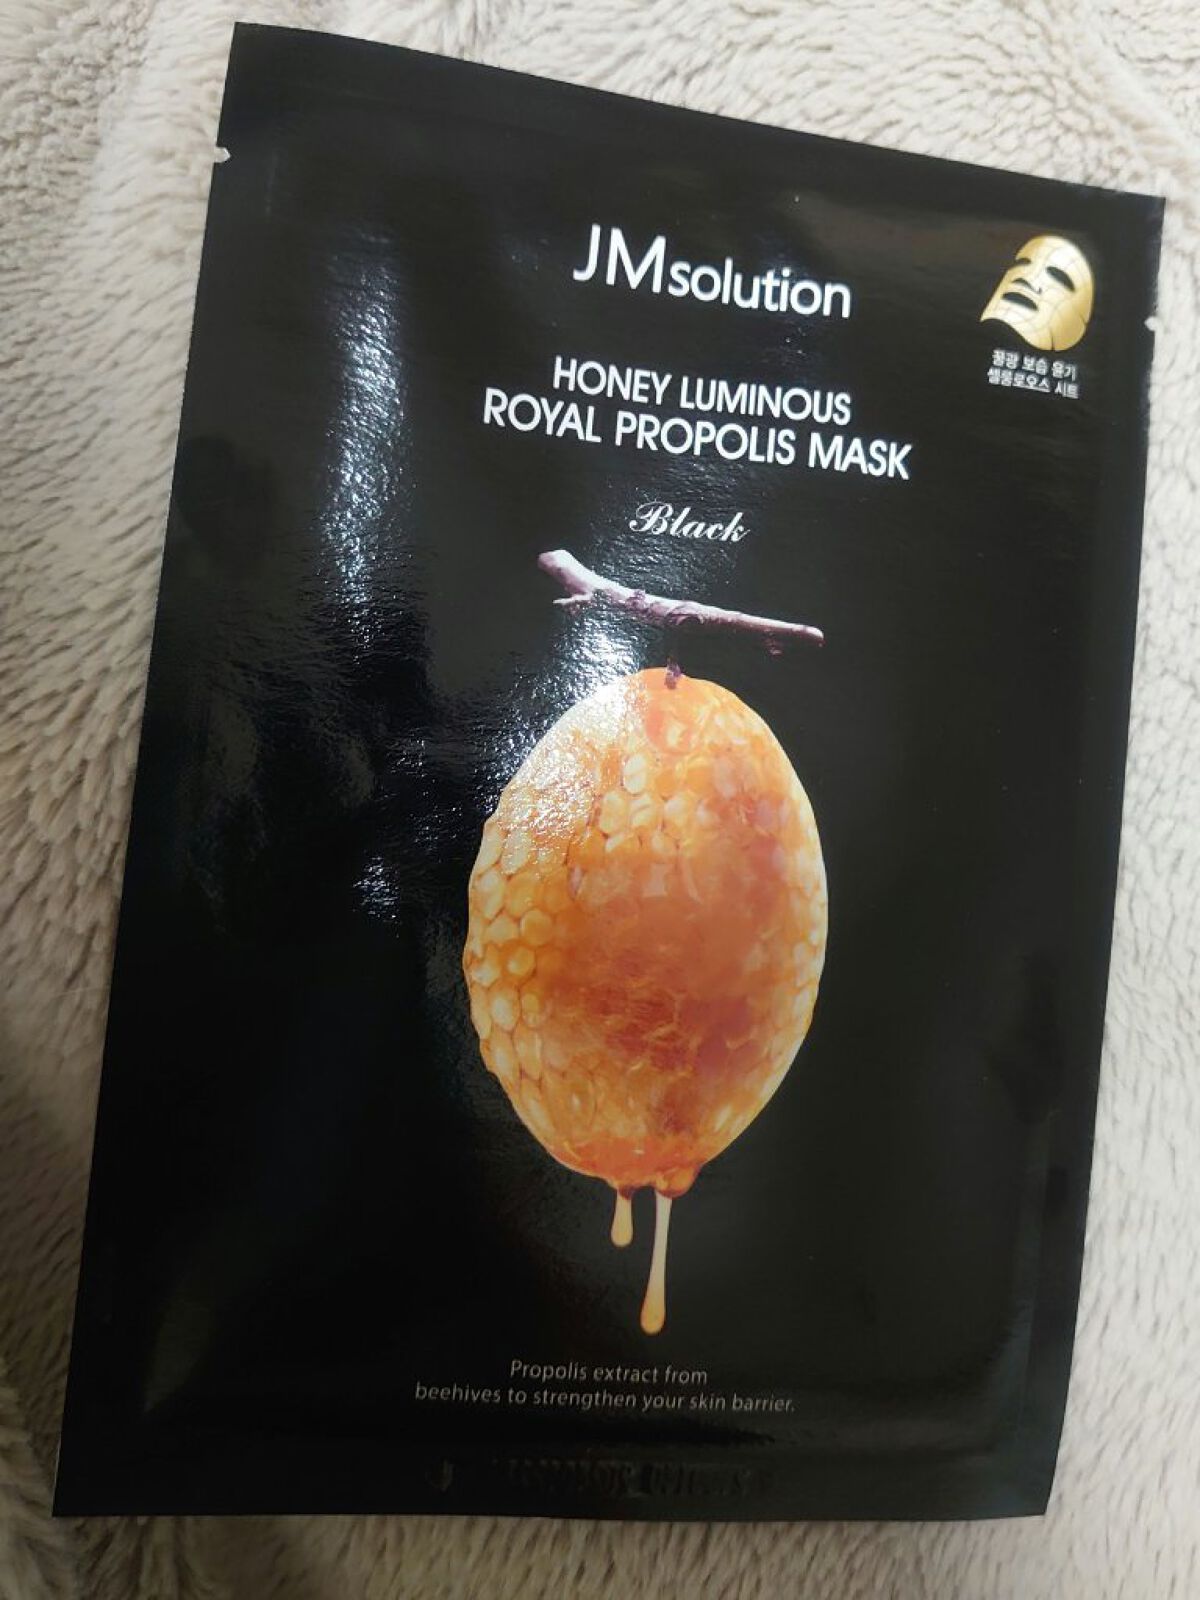 JMsolution
꿀광 보습 윤기
셀룰로오스 시트
HONEY LUMINOUS
ROYAL PROPOLIS MASK
Black
Propolis extract from
beehives to strengthen your skin barrier.